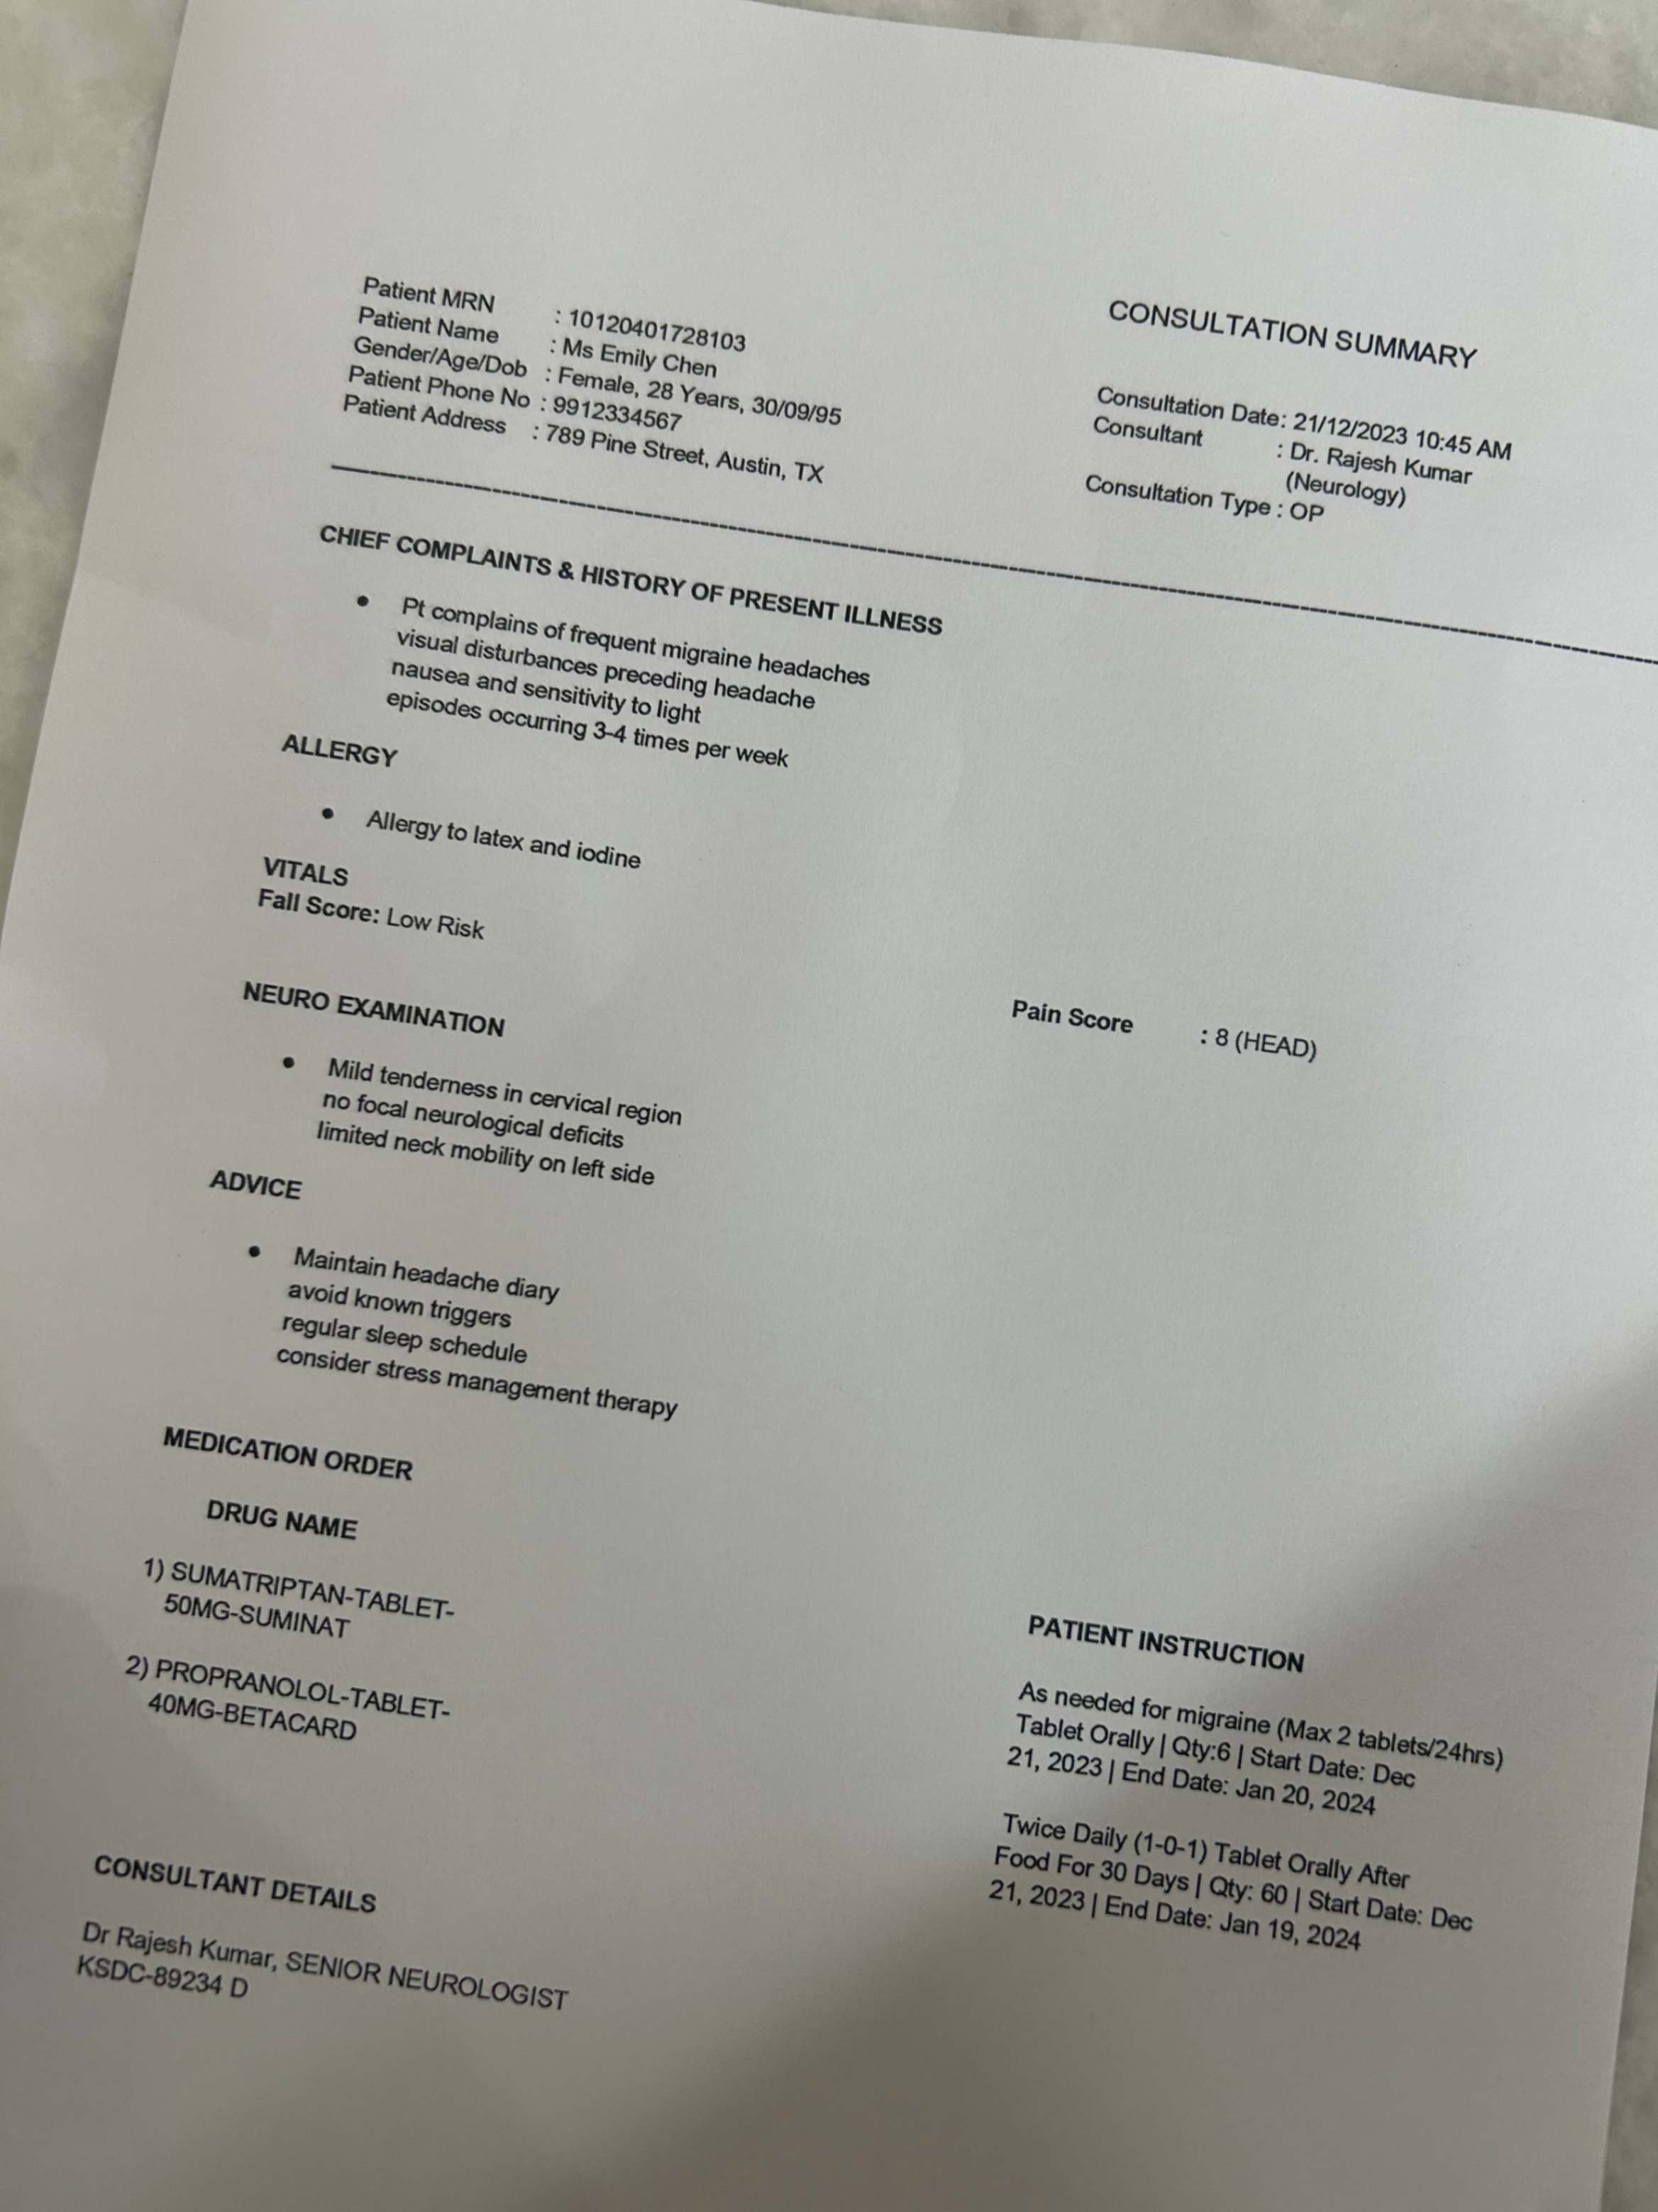 CONSULTATION SUMMARY
Patient MRN : 10120401728103
Patient Name : Ms Emily Chen
Gender/Age/Dob : Female, 28 Years, 30/09/95
Patient Phone No : 9912334567
Patient Address : 789 Pine Street, Austin, TX
Consultation Date: 21/12/2023 10:45 AM
Consultant : Dr. Rajesh Kumar
(Neurology)
Consultation Type : OP
CHIEF COMPLAINTS & HISTORY OF PRESENT ILLNESS
• Pt complains of frequent migraine headaches
visual disturbances preceding headache
nausea and sensitivity to light
episodes occurring 3-4 times per week
ALLERGY
• Allergy to latex and iodine
VITALS
Fall Score: Low Risk
Pain Score : 8 (HEAD)
NEURO EXAMINATION
• Mild tenderness in cervical region
no focal neurological deficits
limited neck mobility on left side
ADVICE
• Maintain headache diary
avoid known triggers
regular sleep schedule
consider stress management therapy
MEDICATION ORDER
DRUG NAME
1) SUMATRIPTAN-TABLET-
50MG-SUMINAT
2) PROPRANOLOL-TABLET-
40MG-BETACARD
PATIENT INSTRUCTION
As needed for migraine (Max 2 tablets/24hrs)
Tablet Orally | Qty:6 | Start Date: Dec
21, 2023 | End Date: Jan 20, 2024
Twice Daily (1-0-1) Tablet Orally After
Food For 30 Days | Qty: 60 | Start Date: Dec
21, 2023 | End Date: Jan 19, 2024
CONSULTANT DETAILS
Dr Rajesh Kumar, SENIOR NEUROLOGIST
KSDC-89234 D